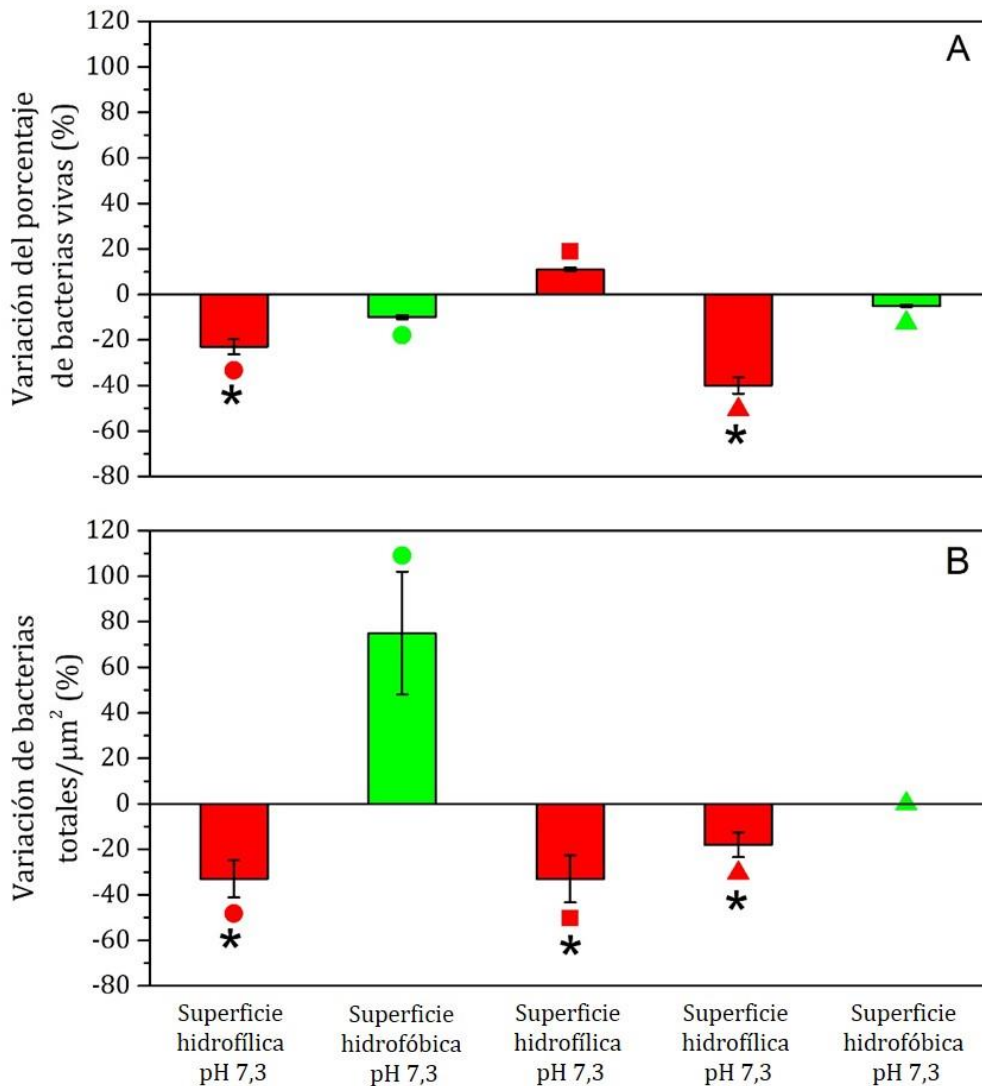 A
Variación del porcentaje
de bacterias vivas (%)
120
100
80
60
40
20
0
-20
-40
-60
-80
*
*
B
Variación de bacterias
totales/μm² (%)
120
100
80
60
40
20
0
-20
-40
-60
-80
*
*
*
Superficie
hidrofílica
pH 7,3
Superficie
hidrofóbica
pH 7,3
Superficie
hidrofílica
pH 7,3
Superficie
hidrofílica
pH 7,3
Superficie
hidrofóbica
pH 7,3